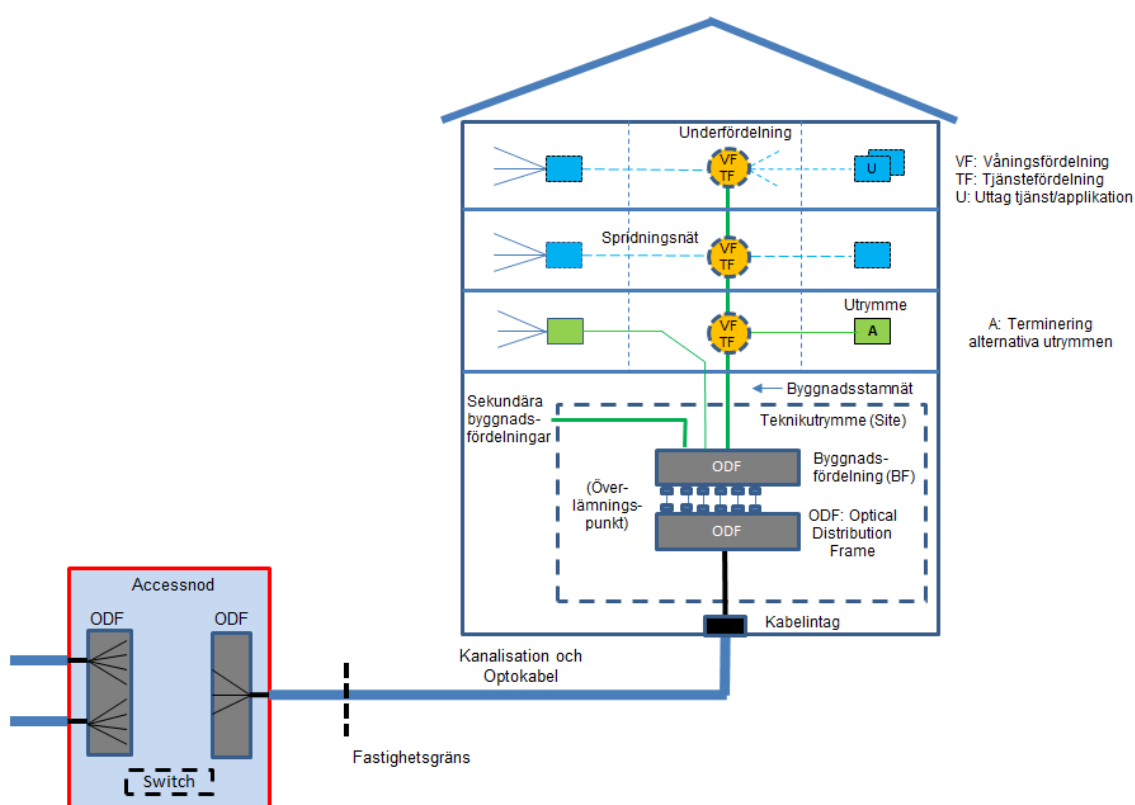 Underfördelning
VF
TF
U
VF: Våningsfördelning
TF: Tjänstefördelning
U: Uttag tjänst/applikation
Spridningsnät
VF
TF
Utrymme
VF
TF
A
A: Terminering
alternativa utrymmen
Byggnadsstamnät
Sekundära
byggnads-
fördelningar
Teknikutrymme (Site)
ODF
Byggnads-
fördelning (BF)
(Över-
lämnings-
punkt)
ODF
ODF: Optical
Distribution
Frame
Kabelintag
Accessnod
ODF
ODF
Kanalisation och
Optokabel
Fastighetsgräns
Switch